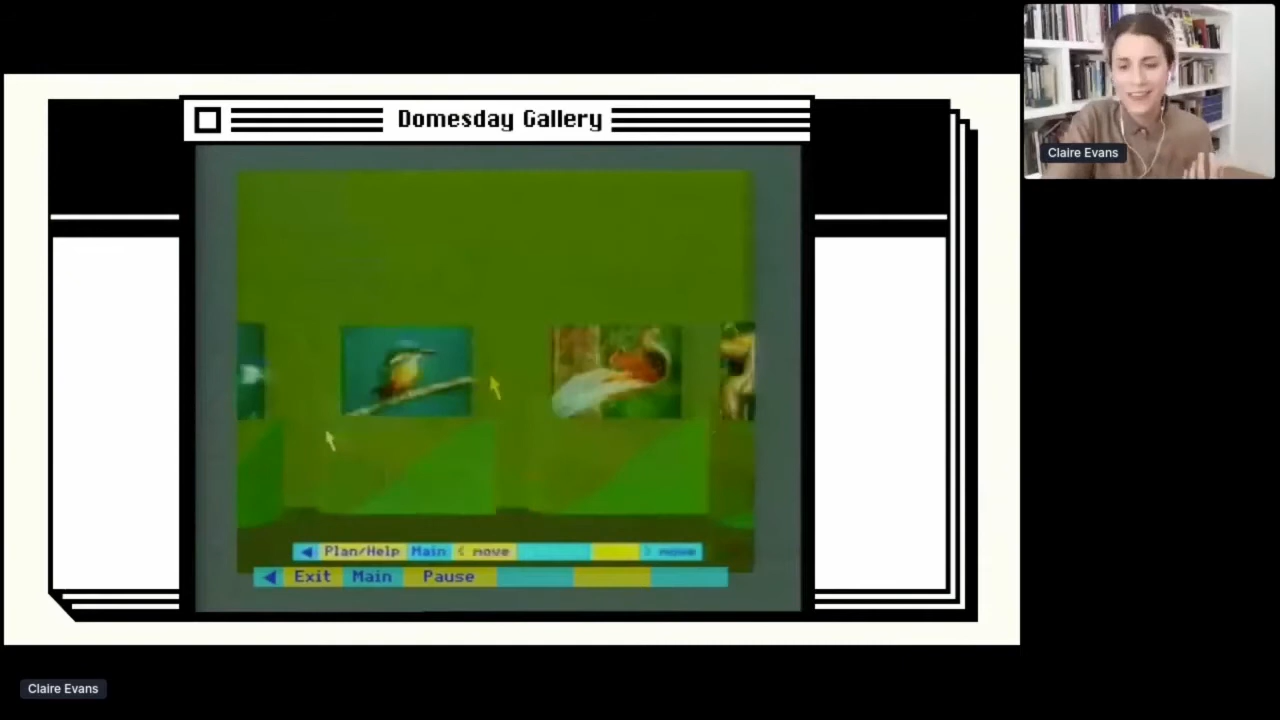 Domesday Gallery
Claire Evans
Plan/Help Main < move > move
Exit Main Pause
Claire Evans